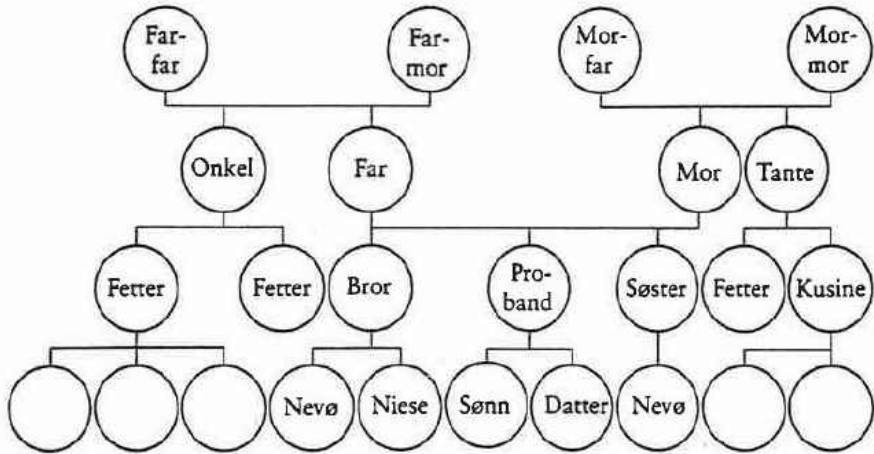 Far-
far
Far-
mor
Mor-
far
Mor-
mor
Onkel
Far
Mor
Tante
Fetter
Fetter
Bror
Pro-
band
Søster
Fetter
Kusine
Nevø
Niese
Sønn
Datter
Nevø